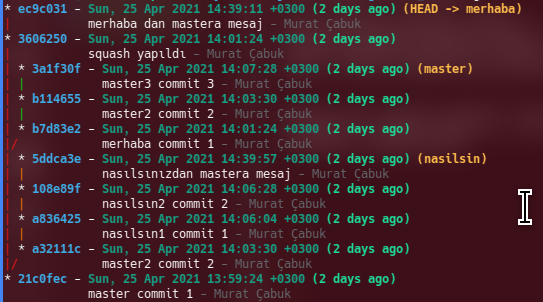 * ec9c031 - Sun, 25 Apr 2021 14:39:11 +0300 (2 days ago) (HEAD -> merhaba)
| merhaba dan mastera mesaj - Murat Çabuk
* 3606250 - Sun, 25 Apr 2021 14:01:24 +0300 (2 days ago)
| squash yapıldı - Murat Çabuk
| * 3a1f30f - Sun, 25 Apr 2021 14:07:28 +0300 (2 days ago) (master)
| | master3 commit 3 - Murat Çabuk
| * b114655 - Sun, 25 Apr 2021 14:03:30 +0300 (2 days ago)
| | master2 commit 2 - Murat Çabuk
| * b7d83e2 - Sun, 25 Apr 2021 14:01:24 +0300 (2 days ago)
|/ merhaba commit 1 - Murat Çabuk
| * 5ddca3e - Sun, 25 Apr 2021 14:39:57 +0300 (2 days ago) (nasilsin)
| | nasılsınızdan mastera mesaj - Murat Çabuk
| * 108e89f - Sun, 25 Apr 2021 14:06:28 +0300 (2 days ago)
| | nasılsın2 commit 2 - Murat Çabuk
| * a836425 - Sun, 25 Apr 2021 14:06:04 +0300 (2 days ago)
| | nasılsın1 commit 1 - Murat Çabuk
| * a32111c - Sun, 25 Apr 2021 14:03:30 +0300 (2 days ago)
|/ master2 commit 2 - Murat Çabuk
* 21c0fec - Sun, 25 Apr 2021 13:59:24 +0300 (2 days ago)
master commit 1 - Murat Çabuk